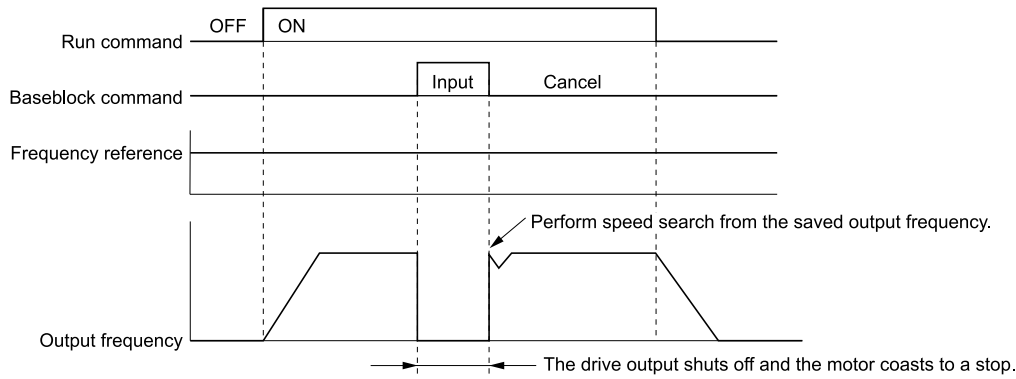 OFF
ON
Run command
Input
Cancel
Baseblock command
Frequency reference
Perform speed search from the saved output frequency.
Output frequency
The drive output shuts off and the motor coasts to a stop.